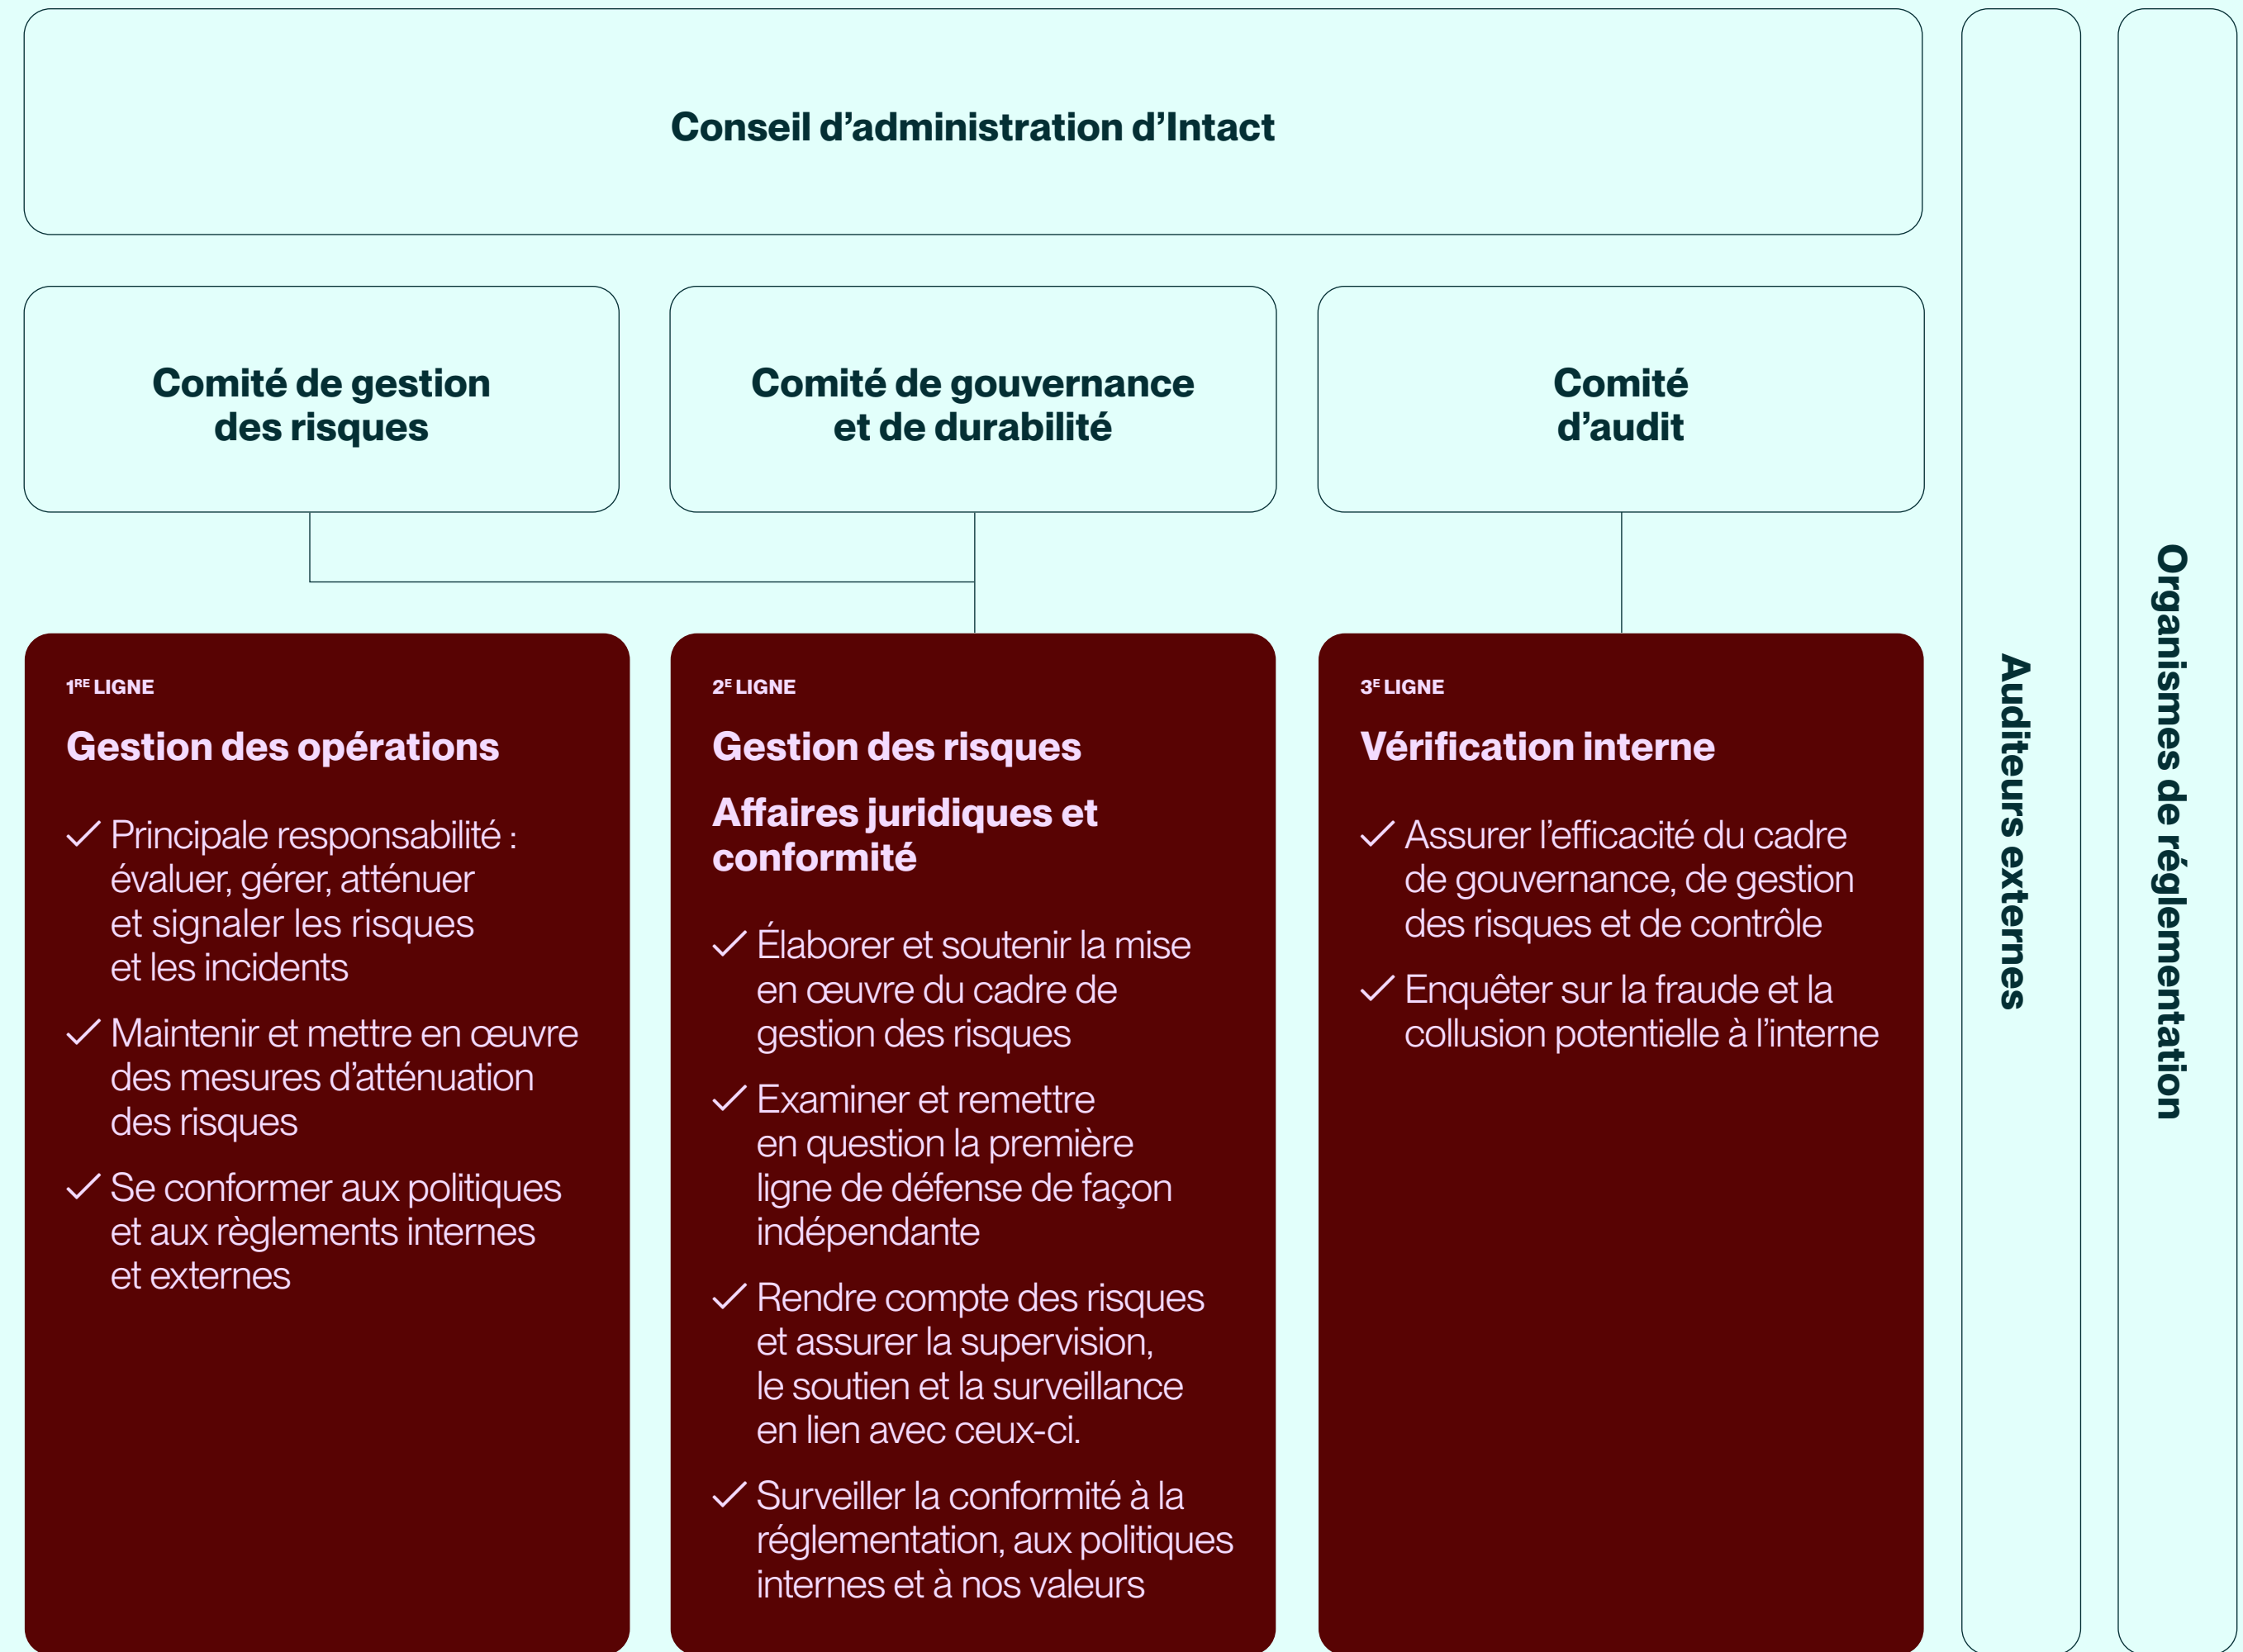 Conseil d’administration d’Intact
Comité de gestion
des risques
Comité de gouvernance
et de durabilité
Comité
d’audit
1RE LIGNE
Gestion des opérations
Principale responsabilité :
évaluer, gérer, atténuer
et signaler les risques
et les incidents
Maintenir et mettre en œuvre
des mesures d’atténuation
des risques
Se conformer aux politiques
et aux règlements internes
et externes
2E LIGNE
Gestion des risques
Affaires juridiques et
conformité
Élaborer et soutenir la mise
en œuvre du cadre de
gestion des risques
Examiner et remettre
en question la première
ligne de défense de façon
indépendante
Rendre compte des risques
et assurer la supervision,
le soutien et la surveillance
en lien avec ceux-ci.
Surveiller la conformité à la
réglementation, aux politiques
internes et à nos valeurs
3E LIGNE
Vérification interne
Assurer l’efficacité du cadre
de gouvernance, de gestion
des risques et de contrôle
Enquêter sur la fraude et la
collusion potentielle à l’interne
Auditeurs externes
Organismes de réglementation